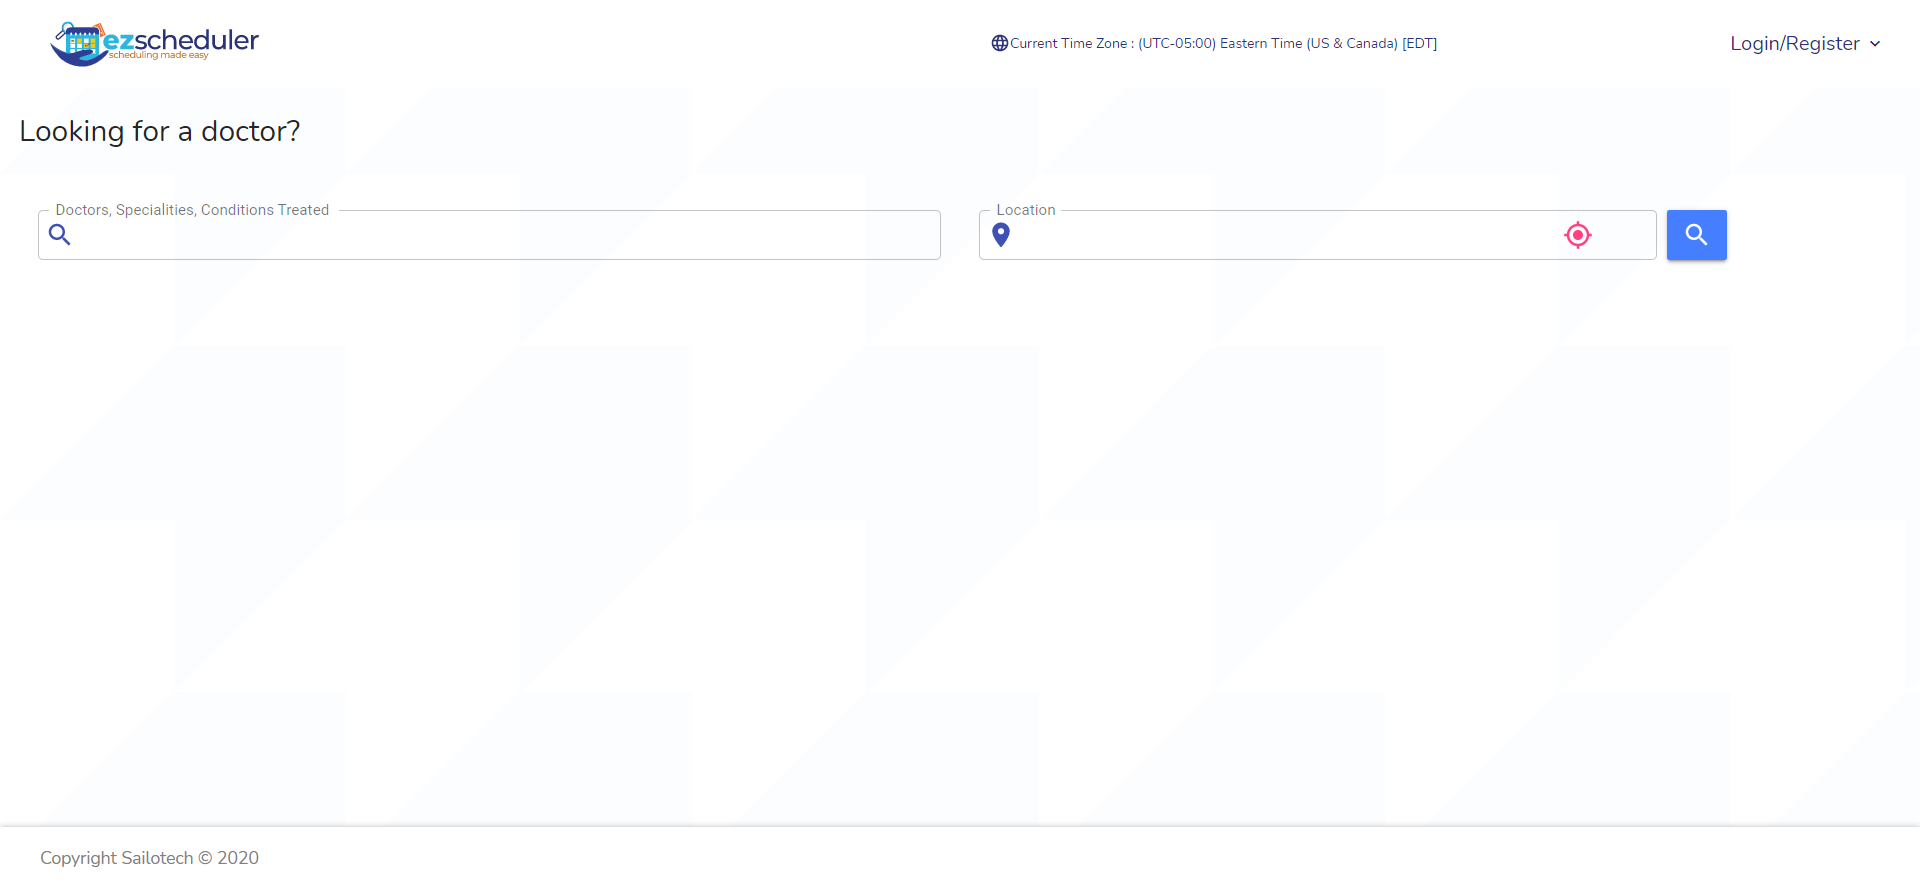 ezscheduler
scheduling made easy
Current Time Zone : (UTC-05:00) Eastern Time (US & Canada) [EDT]
Login/Register
Looking for a doctor?
Doctors, Specialities, Conditions Treated
Location
Copyright Sailotech © 2020